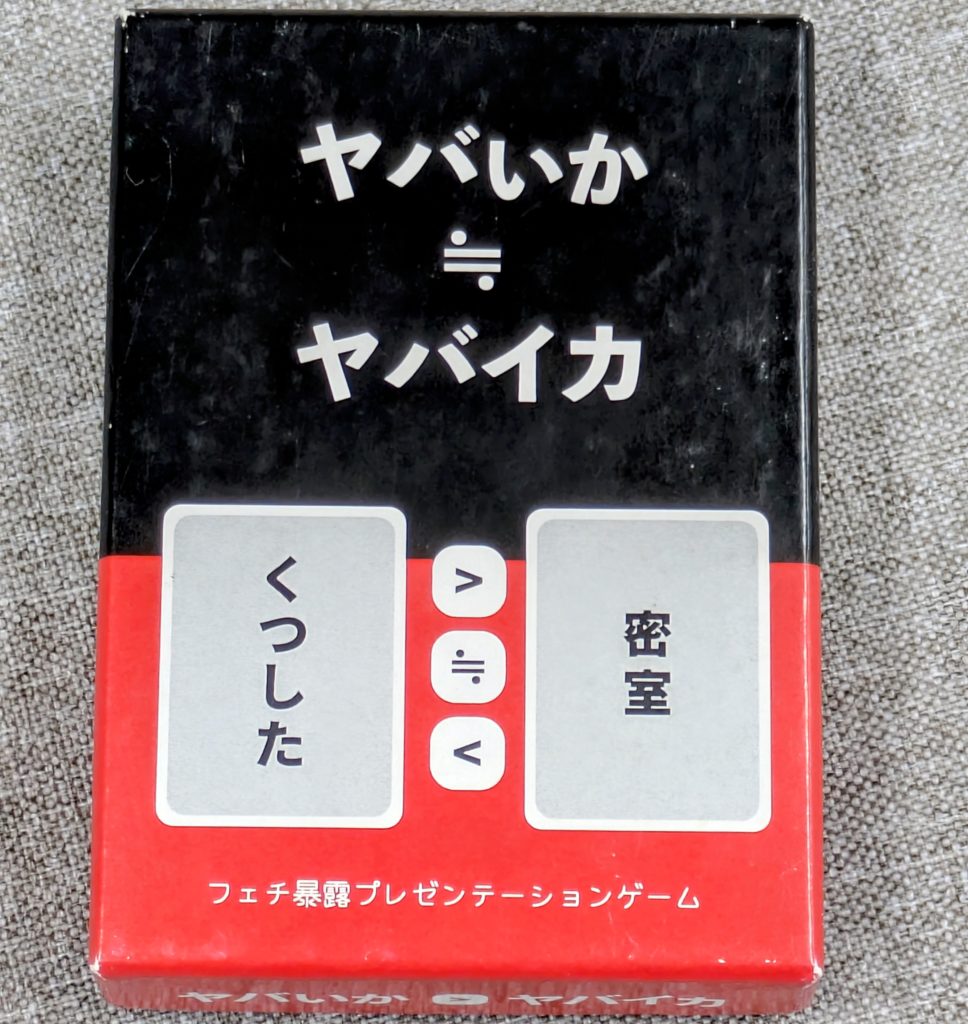 ヤバいか
≒
ヤバイカ
くつした
>
≒
<
密室
フェチ暴露プレゼンテーションゲーム
ヤバいか > ヤバイカ